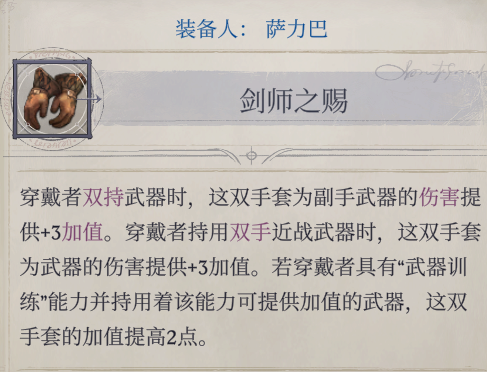 装备人： 萨力巴
剑师之赐
穿戴者双持武器时，这双手套为副手武器的伤害提
供+3加值。穿戴者持用双手近战武器时，这双手套
为武器的伤害提供+3加值。若穿戴者具有“武器训
练”能力并持用着该能力可提供加值的武器，这双
手套的加值提高2点。